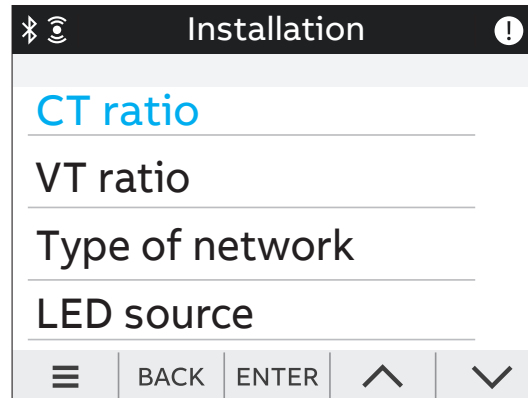 Installation
CT ratio
VT ratio
Type of network
LED source
BACK ENTER